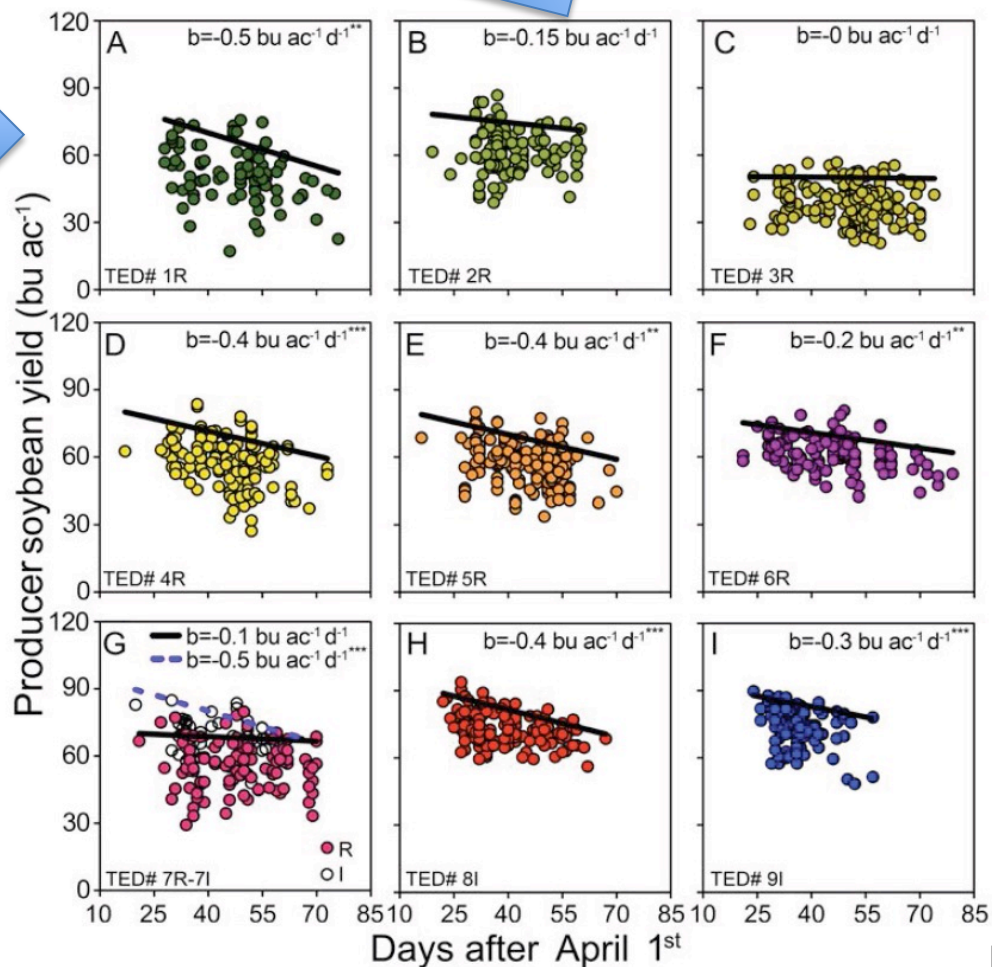 Producer soybean yield (bu ac⁻¹)
120
90
60
30
0
A
b=-0.5 bu ac⁻¹ d⁻¹**
TED# 1R
B
b=-0.15 bu ac⁻¹ d⁻¹
TED# 2R
C
b=-0 bu ac⁻¹ d⁻¹
TED# 3R
120
90
60
30
0
D
b=-0.4 bu ac⁻¹ d⁻¹***
TED# 4R
E
b=-0.4 bu ac⁻¹ d⁻¹**
TED# 5R
F
b=-0.2 bu ac⁻¹ d⁻¹**
TED# 6R
120
90
60
30
0
G
b=-0.1 bu ac⁻¹ d⁻¹
b=-0.5 bu ac⁻¹ d⁻¹***
R
I
TED# 7R-7I
H
b=-0.4 bu ac⁻¹ d⁻¹***
TED# 8I
I
b=-0.3 bu ac⁻¹ d⁻¹***
TED# 9I
10 25 40 55 70 85 10 25 40 55 70 85 10 25 40 55 70 85
Days after April 1ˢᵗ